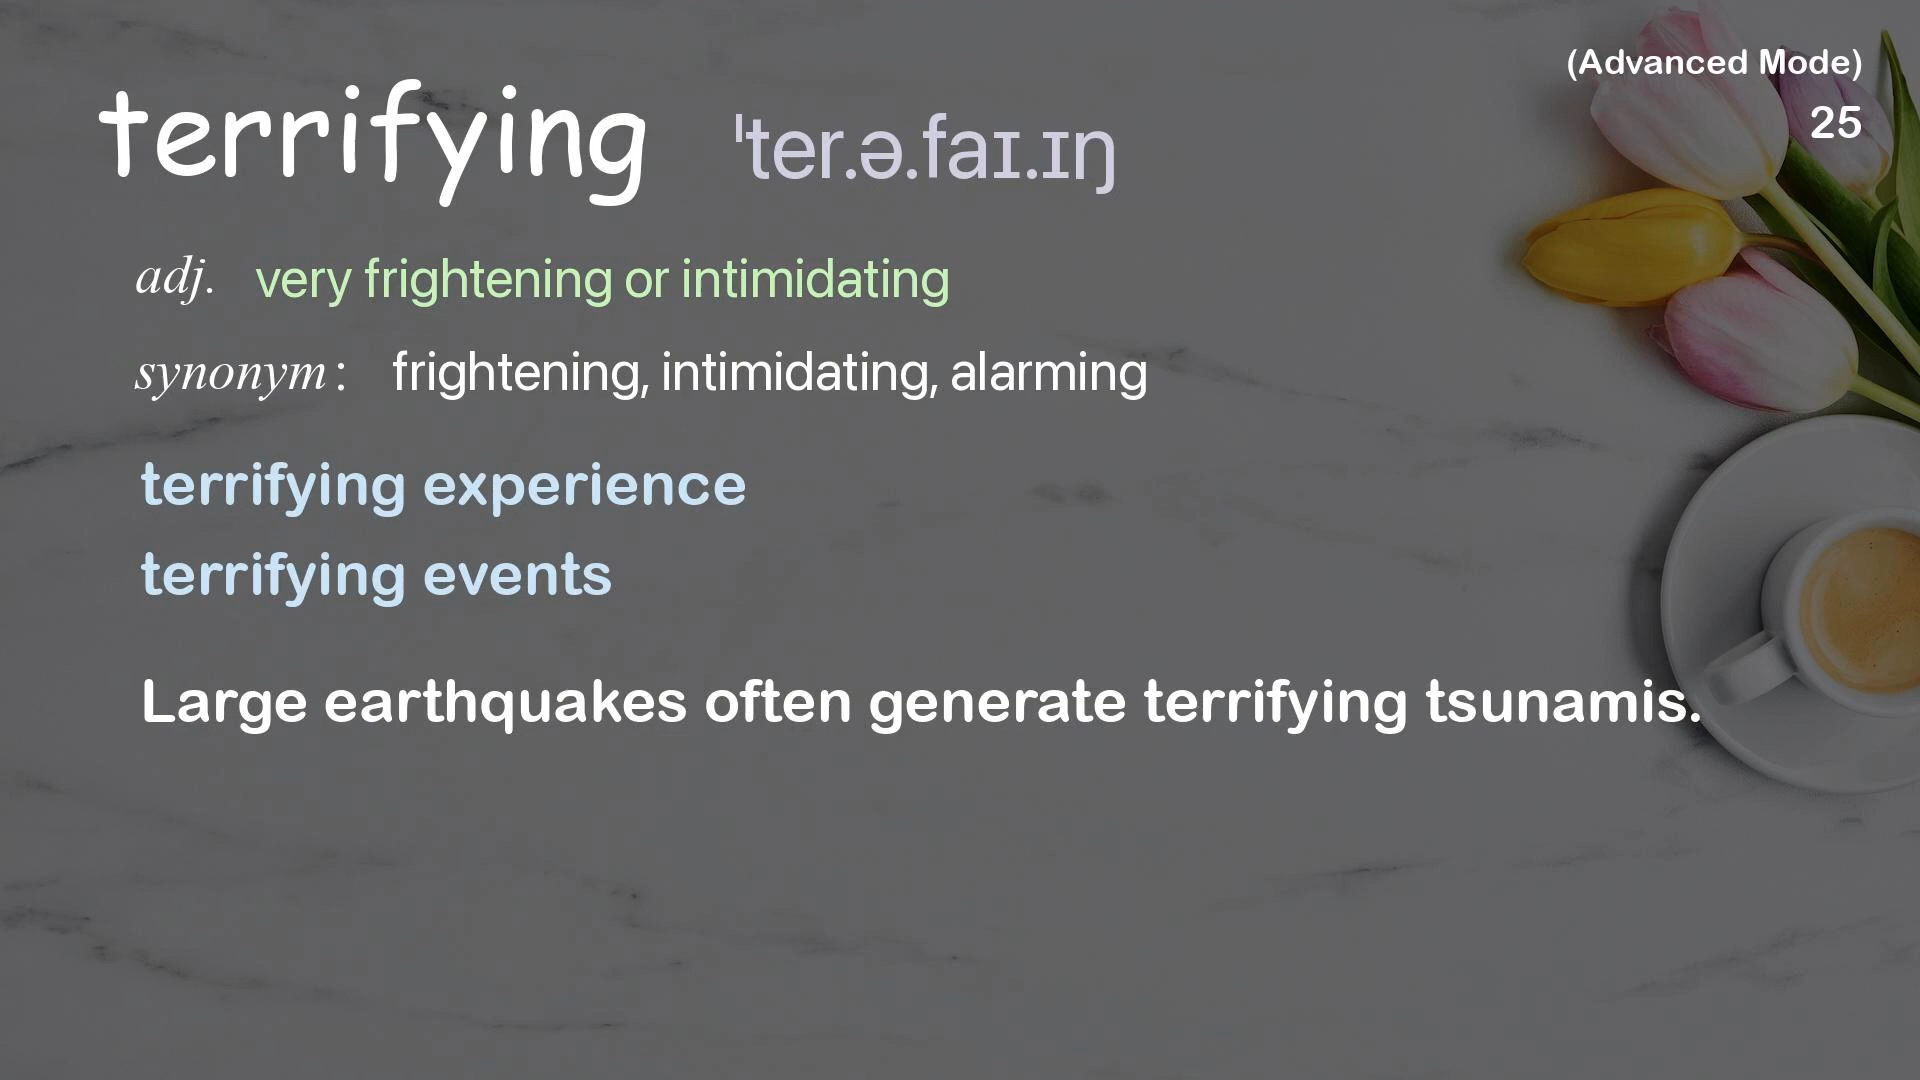 (Advanced Mode)
25
terrifying ˈter.ə.faɪ.ɪŋ
adj. very frightening or intimidating
synonym : frightening, intimidating, alarming
terrifying experience
terrifying events
Large earthquakes often generate terrifying tsunamis.